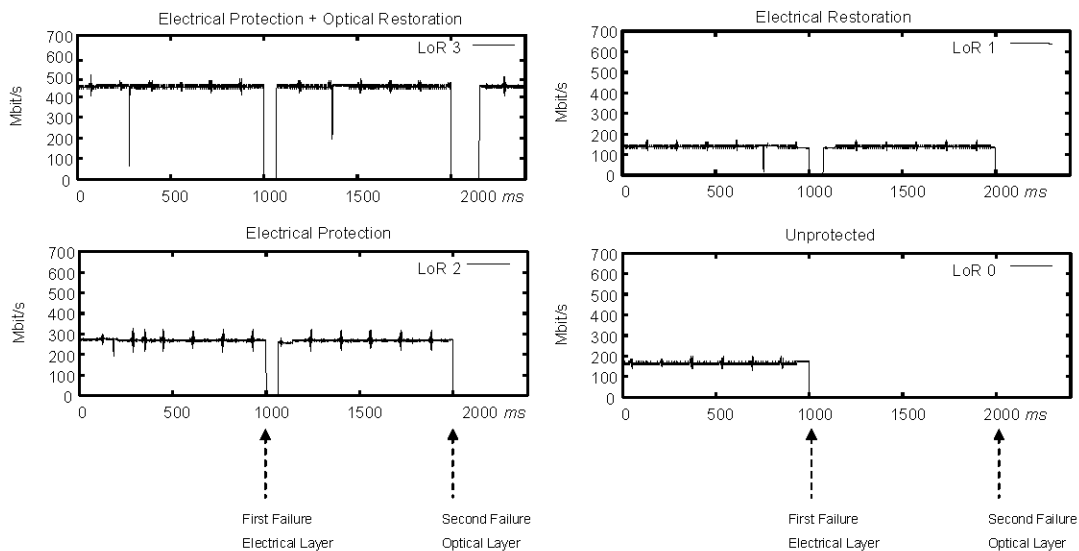 Electrical Protection + Optical Restoration
LoR 3
Mbit/s
700
600
500
400
300
200
100
0
0 500 1000 1500 2000 ms
Electrical Restoration
LoR 1
Mbit/s
700
600
500
400
300
200
100
0
0 500 1000 1500 2000 ms
Electrical Protection
LoR 2
Mbit/s
700
600
500
400
300
200
100
0
0 500 1000 1500 2000 ms
Unprotected
LoR 0
Mbit/s
700
600
500
400
300
200
100
0
0 500 1000 1500 2000 ms
First Failure
Electrical Layer
Second Failure
Optical Layer
First Failure
Electrical Layer
Second Failure
Optical Layer